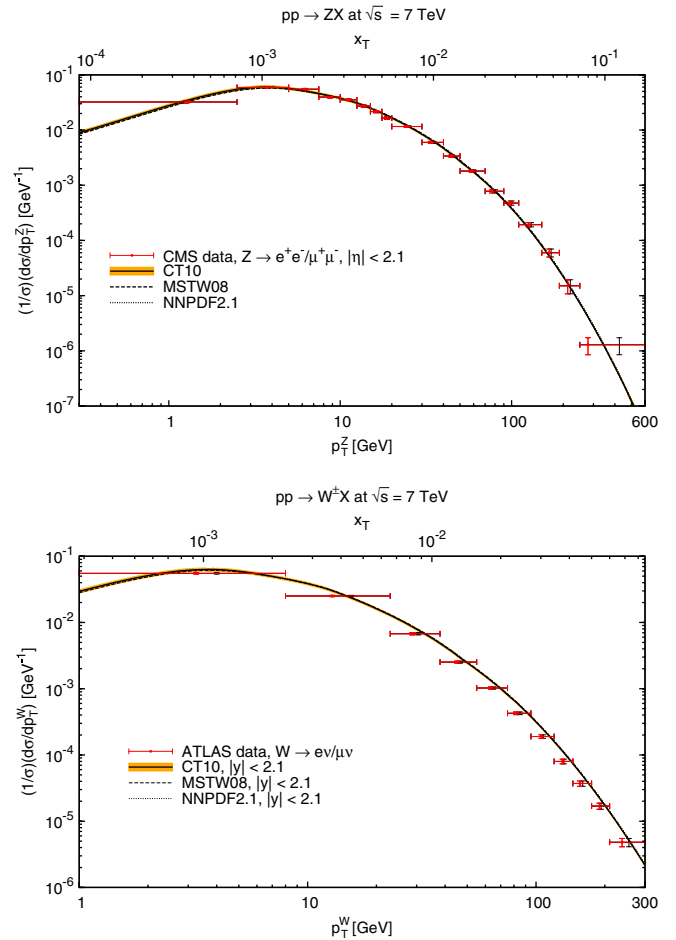 pp → ZX at √s = 7 TeV
x_T
10^-4 10^-3 10^-2 10^-1
10^-1
10^-2
10^-3
10^-4
10^-5
10^-6
10^-7
(1/σ)(dσ/dp_T^Z) [GeV^-1]
CMS data, Z → e^+e^-/μ^+μ^-, |η| < 2.1
CT10
MSTW08
NNPDF2.1
1 10 100 600
p_T^Z [GeV]
pp → W^±X at √s = 7 TeV
x_T
10^-3 10^-2
10^-1
10^-2
10^-3
10^-4
10^-5
10^-6
(1/σ)(dσ/dp_T^W) [GeV^-1]
ATLAS data, W → eν/μν
CT10, |y| < 2.1
MSTW08, |y| < 2.1
NNPDF2.1, |y| < 2.1
1 10 100 300
p_T^W [GeV]